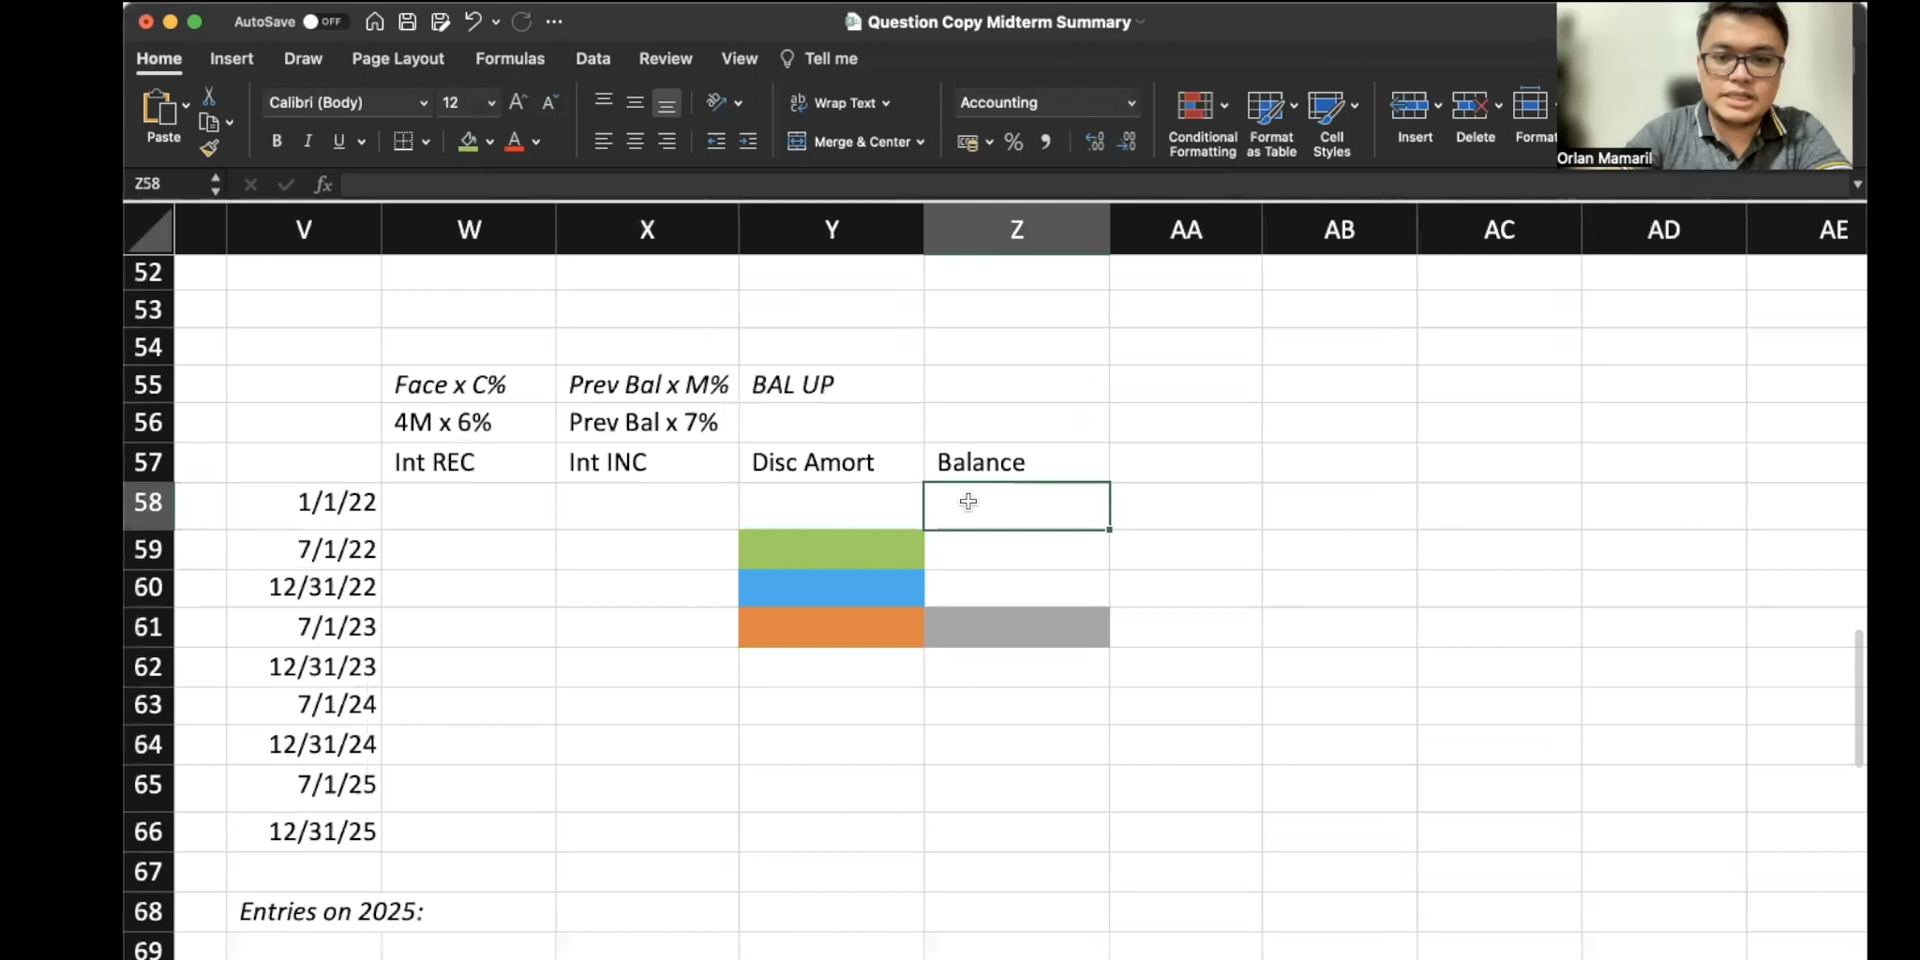 AutoSave OFF
Question Copy Midterm Summary
Home Insert Draw Page Layout Formulas Data Review View Tell me
Paste
Calibri (Body) 12
B I U
Wrap Text
Merge & Center
Accounting
Conditional Formatting
Format as Table
Cell Styles
Insert
Delete
Format
Orlan Mamaril
Z58 fx
V W X Y Z AA AB AC AD AE
52
53
54
55 Face x C% Prev Bal x M% BAL UP
56 4M x 6% Prev Bal x 7%
57 Int REC Int INC Disc Amort Balance
58 1/1/22
59 7/1/22
60 12/31/22
61 7/1/23
62 12/31/23
63 7/1/24
64 12/31/24
65 7/1/25
66 12/31/25
67
68 Entries on 2025:
69